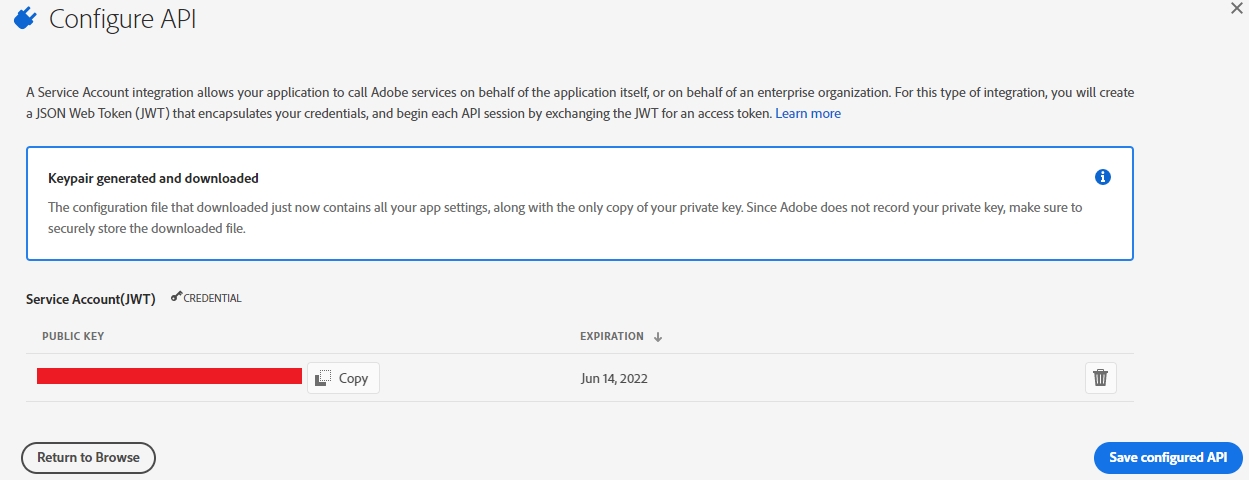 Configure API
A Service Account integration allows your application to call Adobe services on behalf of the application itself, or on behalf of an enterprise organization. For this type of integration, you will create
a JSON Web Token (JWT) that encapsulates your credentials, and begin each API session by exchanging the JWT for an access token. Learn more
Keypair generated and downloaded
The configuration file that downloaded just now contains all your app settings, along with the only copy of your private key. Since Adobe does not record your private key, make sure to
securely store the downloaded file.
Service Account(JWT) CREDENTIAL
PUBLIC KEY EXPIRATION
Copy Jun 14, 2022
Return to Browse Save configured API